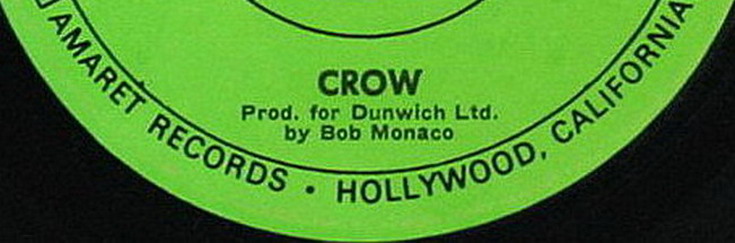 CROW
Prod. for Dunwich Ltd.
by Bob Monaco
AMARET RECORDS • HOLLYWOOD, CALIFORNIA